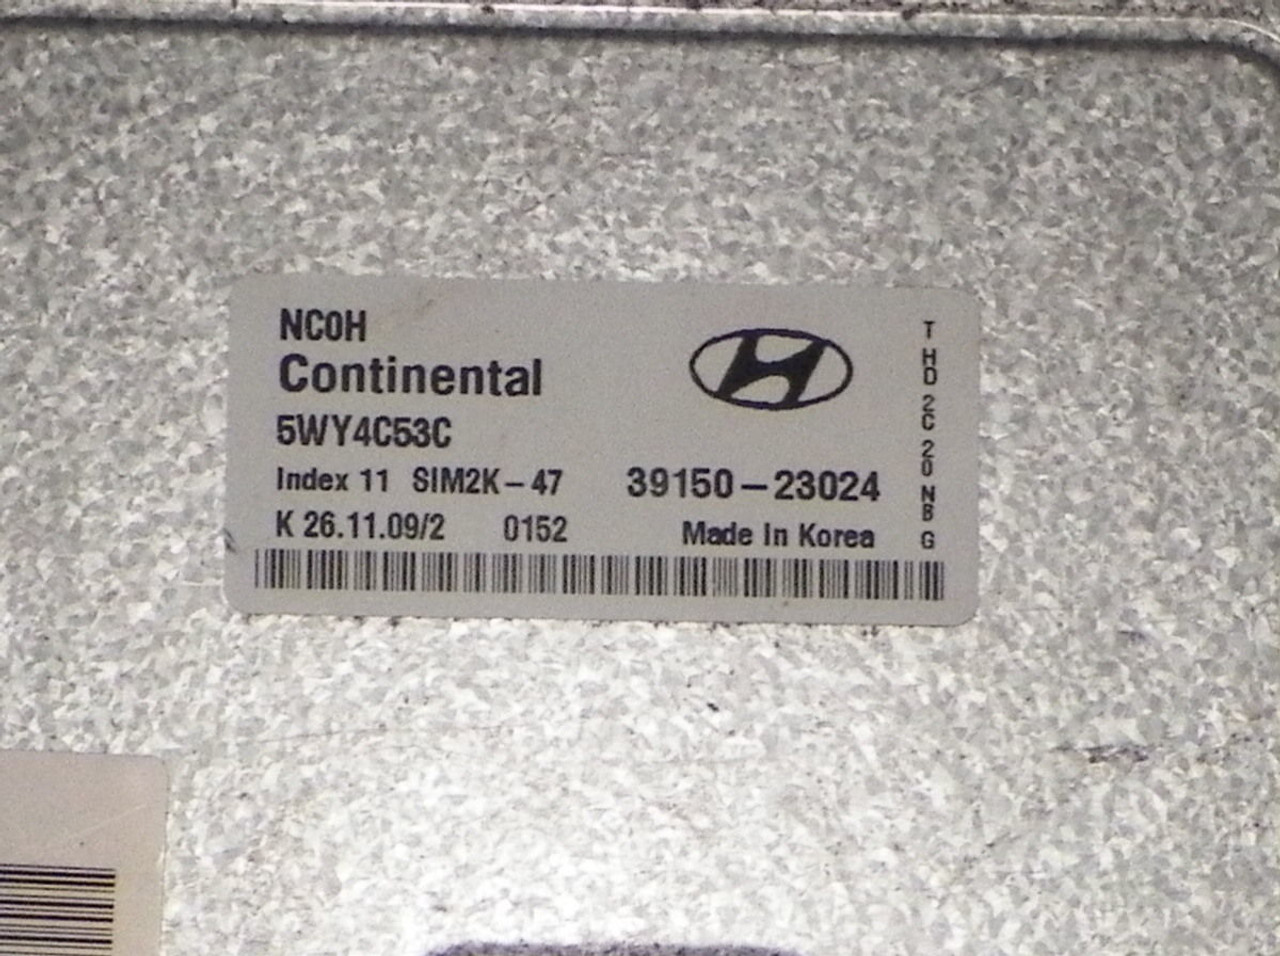 NC0H
Continental
5WY4C53C
Index 11 SIM2K-47 39150-23024
K 26.11.09/2 0152 Made In Korea
T HD 2C 20 NB G